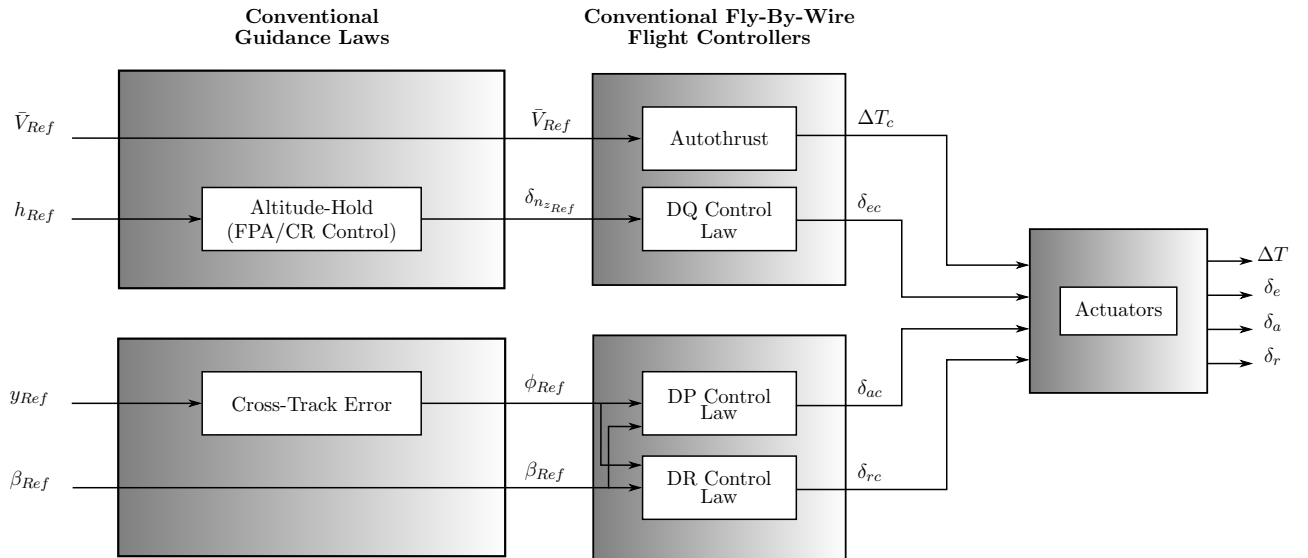 Conventional
Guidance Laws
Conventional Fly-By-Wire
Flight Controllers
V̄_Ref
V̄_Ref
Autothrust
ΔT_c
h_Ref
Altitude-Hold
(FPA/CR Control)
δ_{n_{z_{Ref}}}
DQ Control
Law
δ_ec
Actuators
ΔT
δ_e
δ_a
δ_r
y_Ref
Cross-Track Error
ϕ_Ref
DP Control
Law
δ_ac
β_Ref
β_Ref
DR Control
Law
δ_rc